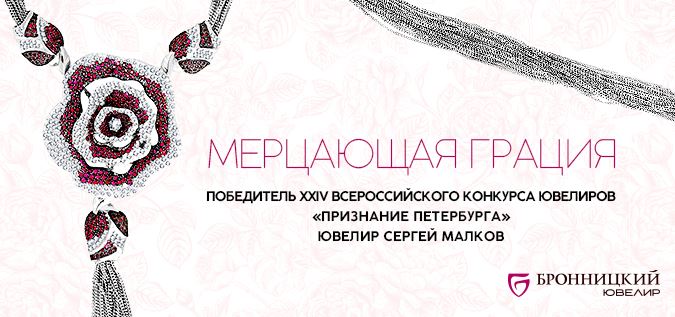 МЕРЦАЮЩАЯ ГРАЦИЯ
ПОБЕДИТЕЛЬ XXIV ВСЕРОССИЙСКОГО КОНКУРСА ЮВЕЛИРОВ
«ПРИЗНАНИЕ ПЕТЕРБУРГА»
ЮВЕЛИР СЕРГЕЙ МАЛКОВ
БРОННИЦКИЙ
ЮВЕЛИР